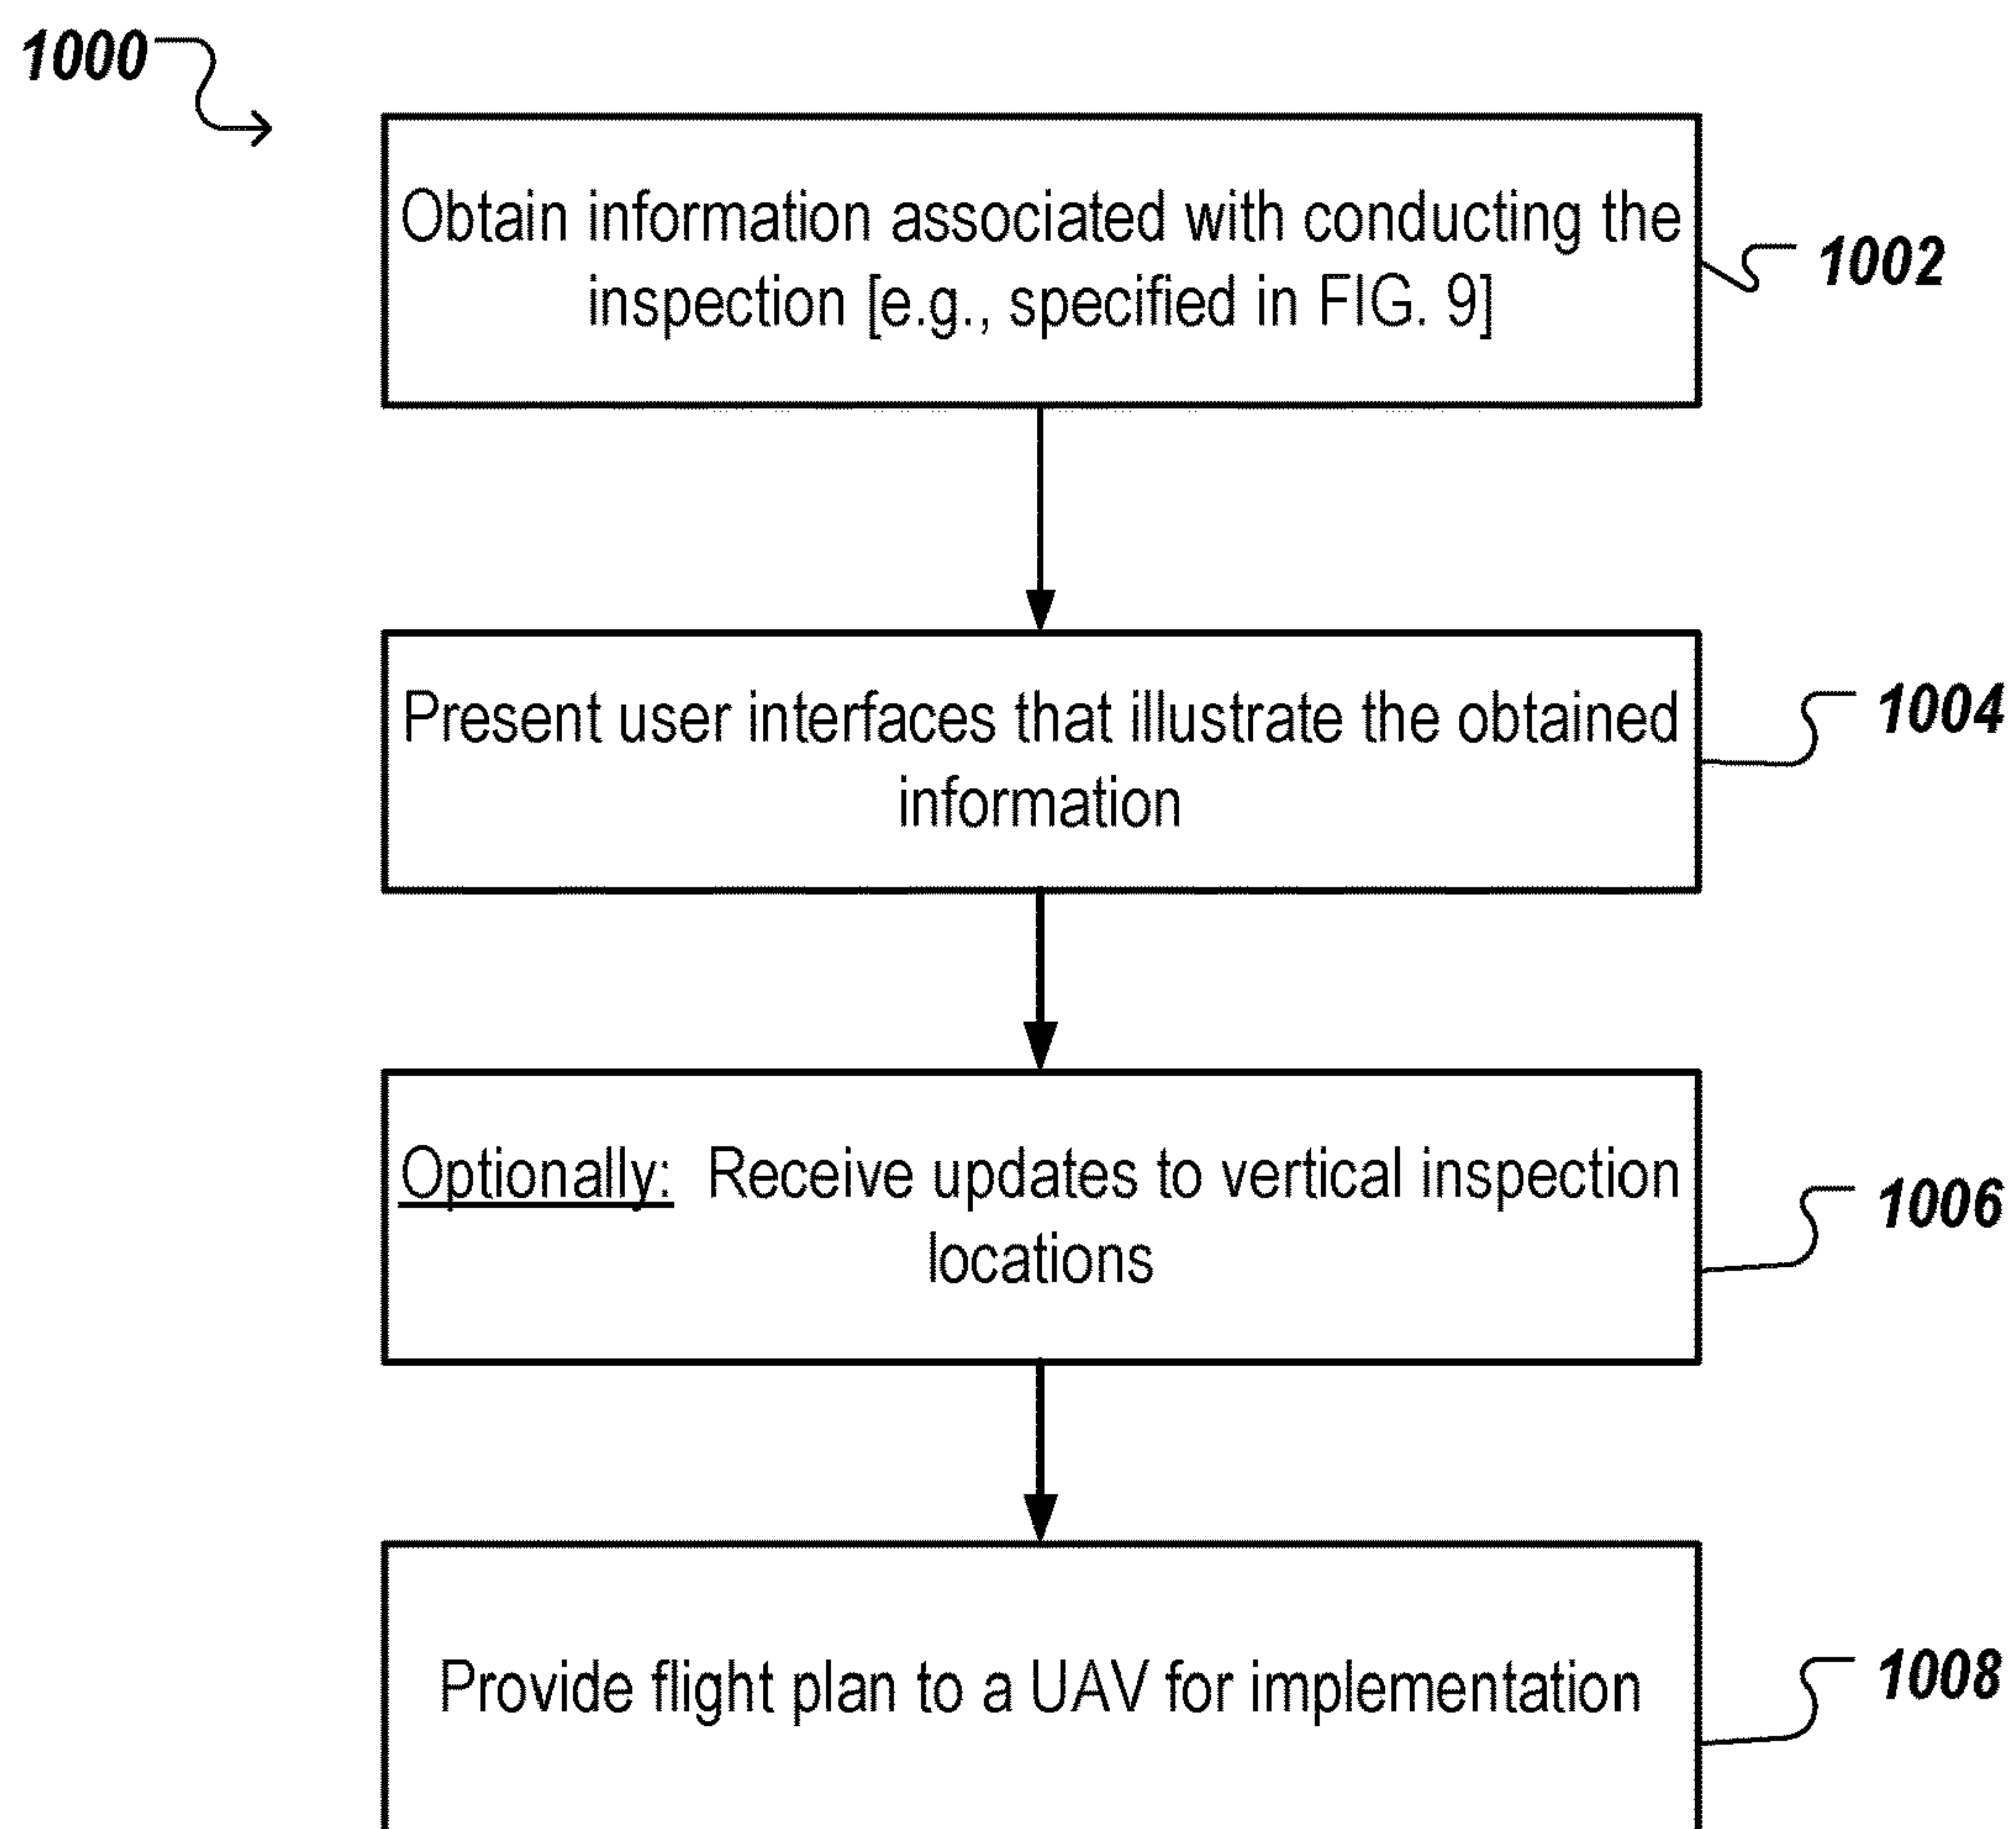 1000
Obtain information associated with conducting the
inspection [e.g., specified in FIG. 9]
1002
Present user interfaces that illustrate the obtained
information
1004
Optionally: Receive updates to vertical inspection
locations
1006
Provide flight plan to a UAV for implementation
1008